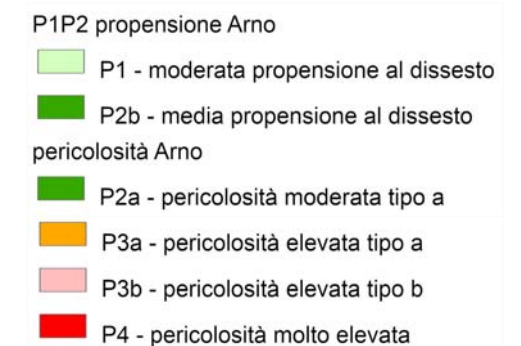 P1P2 propensione Arno
P1 - moderata propensione al dissesto
P2b - media propensione al dissesto
pericolosità Arno
P2a - pericolosità moderata tipo a
P3a - pericolosità elevata tipo a
P3b - pericolosità elevata tipo b
P4 - pericolosità molto elevata